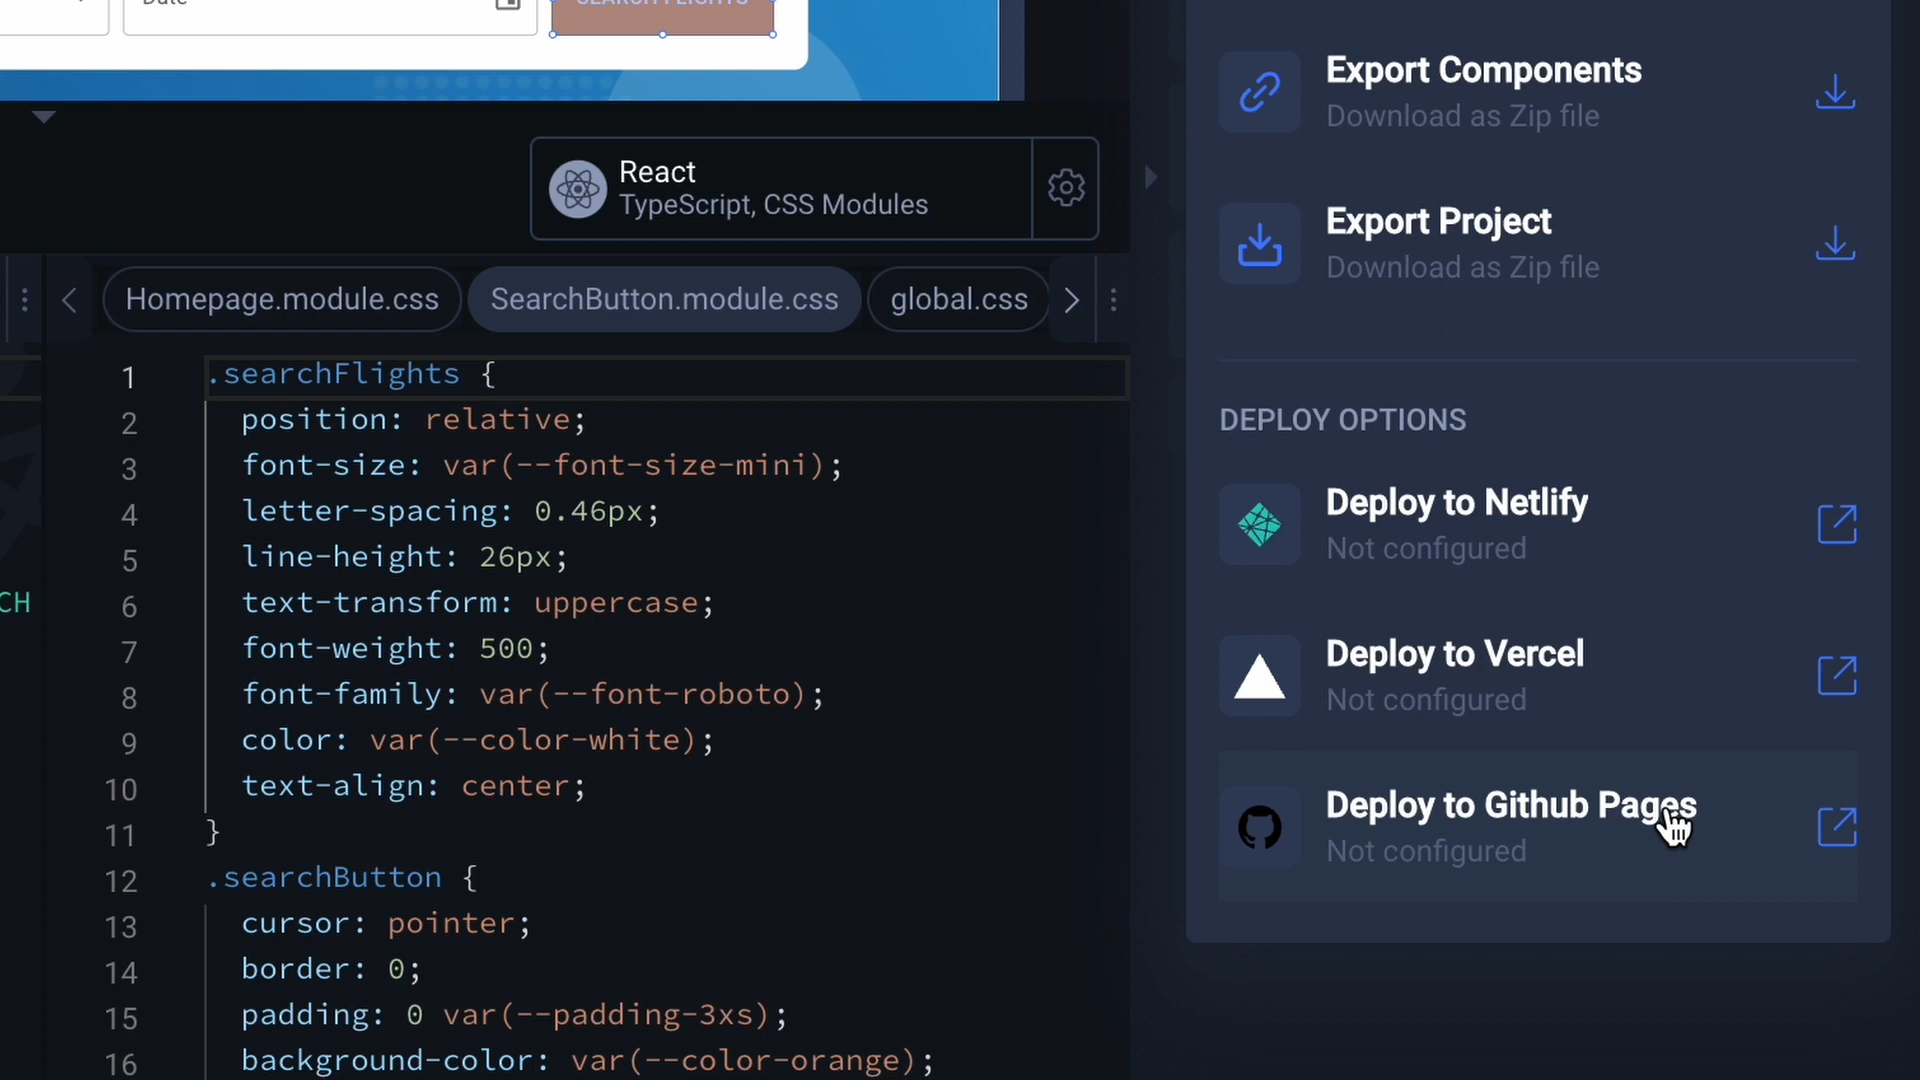 Date
SEARCH FLIGHTS
React
TypeScript, CSS Modules
Homepage.module.css
SearchButton.module.css
global.css
CH
1 .searchFlights {
2 position: relative;
3 font-size: var(--font-size-mini);
4 letter-spacing: 0.46px;
5 line-height: 26px;
6 text-transform: uppercase;
7 font-weight: 500;
8 font-family: var(--font-roboto);
9 color: var(--color-white);
10 text-align: center;
11 }
12 .searchButton {
13 cursor: pointer;
14 border: 0;
15 padding: 0 var(--padding-3xs);
16 background-color: var(--color-orange);
Export Components
Download as Zip file
Export Project
Download as Zip file
DEPLOY OPTIONS
Deploy to Netlify
Not configured
Deploy to Vercel
Not configured
Deploy to Github Pages
Not configured